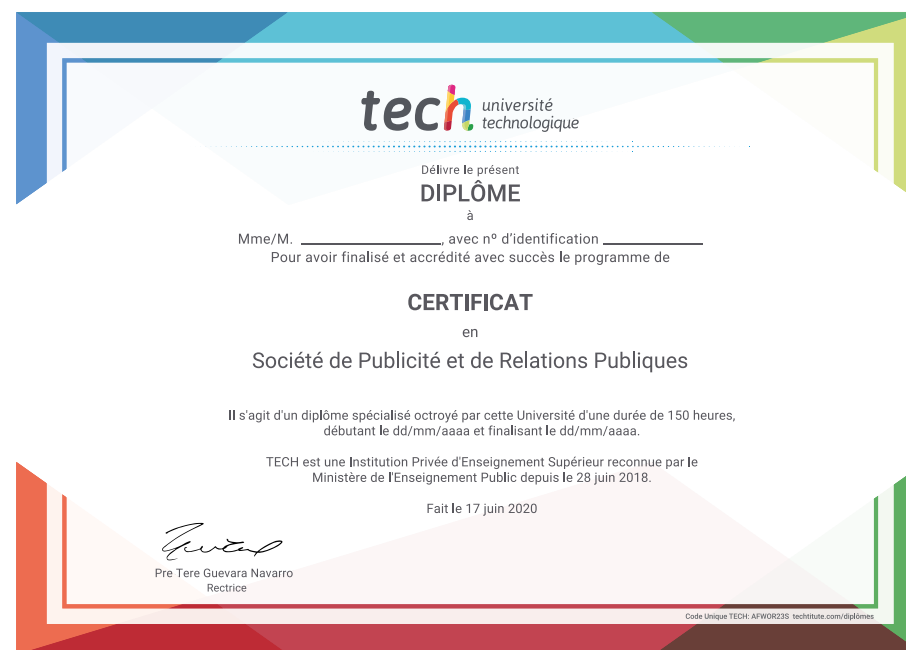 tech université
technologique
Délivre le présent
DIPLÔME
à
Mme/M. ____________________, avec nº d'identification ______________
Pour avoir finalisé et accrédité avec succès le programme de
CERTIFICAT
en
Société de Publicité et de Relations Publiques
Il s'agit d'un diplôme spécialisé octroyé par cette Université d'une durée de 150 heures,
débutant le dd/mm/aaaa et finalisant le dd/mm/aaaa.
TECH est une Institution Privée d'Enseignement Supérieur reconnue par le
Ministère de l'Enseignement Public depuis le 28 juin 2018.
Fait le 17 juin 2020
Pre Tere Guevara Navarro
Rectrice
Code Unique TECH: AFWOR23S techtitute.com/diplômes